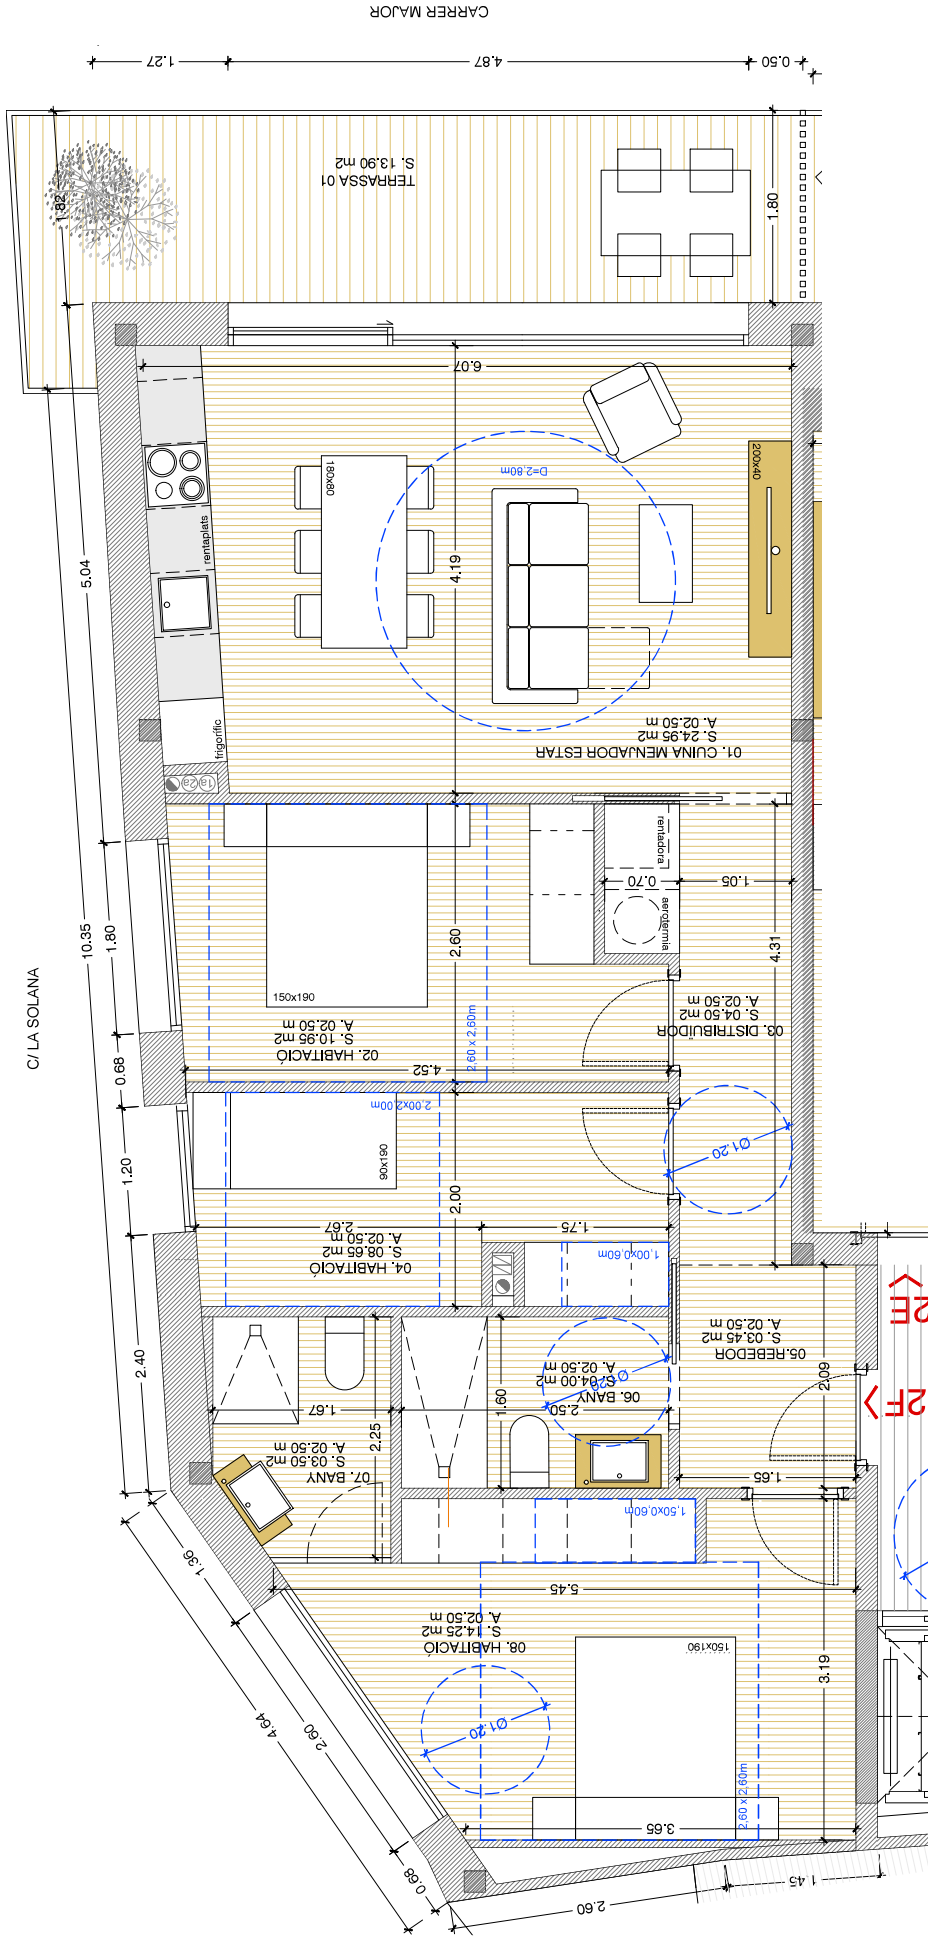 CARRER MAJOR
1.27
4.87
0.50
TERRASSA 01
S. 13.90 m2
1.82
1.80
6.07
180x80
D=2.80m
200x40
rentaplats
5.04
4.19
C/ LA SOLANA
frigorífic
01. CUINA MENJADOR ESTAR
S. 24.95 m2
A. 02.50 m
1a
2a
rentadora
0.70
1.05
aerotermia
10.35
1.80
2.60
4.31
150x190
02. HABITACIÓ
S. 10.95 m2
A. 02.50 m
2,60 x 2,60m
03. DISTRIBUÏDOR
S. 04.50 m2
A. 02.50 m
0.68
4.52
2,00x2,00m
90x190
1.20
2.00
Ø1.20
2.67
1.75
04. HABITACIÓ
S. 08.65 m2
A. 02.50 m
1,00x0,60m
2E
05.REBEDOR
S. 03.45 m2
A. 02.50 m
2.40
1.60
06. BANY
S. 04.00 m2
A. 02.50 m
Ø1.20
2.09
2F
1.67
2.25
2.50
07. BANY
S. 03.50 m2
A. 02.50 m
1.65
1,50x0,60m
1.36
5.45
08. HABITACIÓ
S. 14.25 m2
A. 02.50 m
150x190
3.19
4.64
2.60
Ø1.20
2,60 x 2,60m
3.65
0.68
2.60
1.45